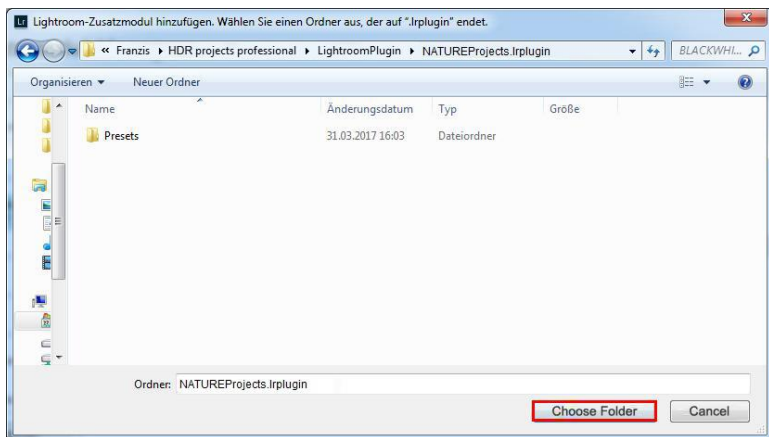 Lr Lightroom-Zusatzmodul hinzufügen. Wählen Sie einen Ordner aus, der auf ".lrplugin" endet.
« Franzis ▸ HDR projects professional ▸ LightroomPlugin ▸ NATUREProjects.lrplugin BLACKWHI...
Organisieren Neuer Ordner
Name Änderungsdatum Typ Größe
Presets 31.03.2017 16:03 Dateiordner
Ordner: NATUREProjects.lrplugin
Choose Folder Cancel